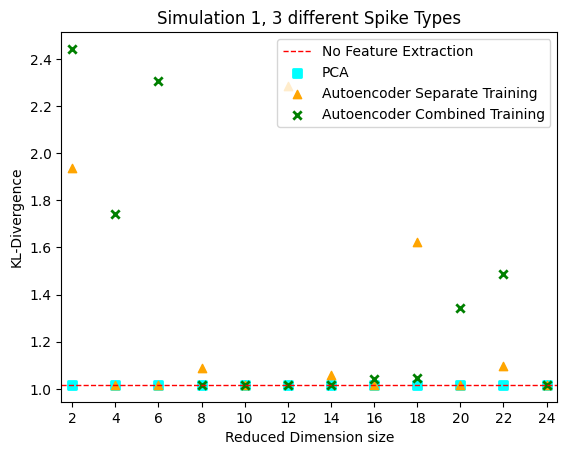 Simulation 1, 3 different Spike Types
No Feature Extraction
PCA
Autoencoder Separate Training
Autoencoder Combined Training
KL-Divergence
2.4
2.2
2.0
1.8
1.6
1.4
1.2
1.0
2 4 6 8 10 12 14 16 18 20 22 24
Reduced Dimension size